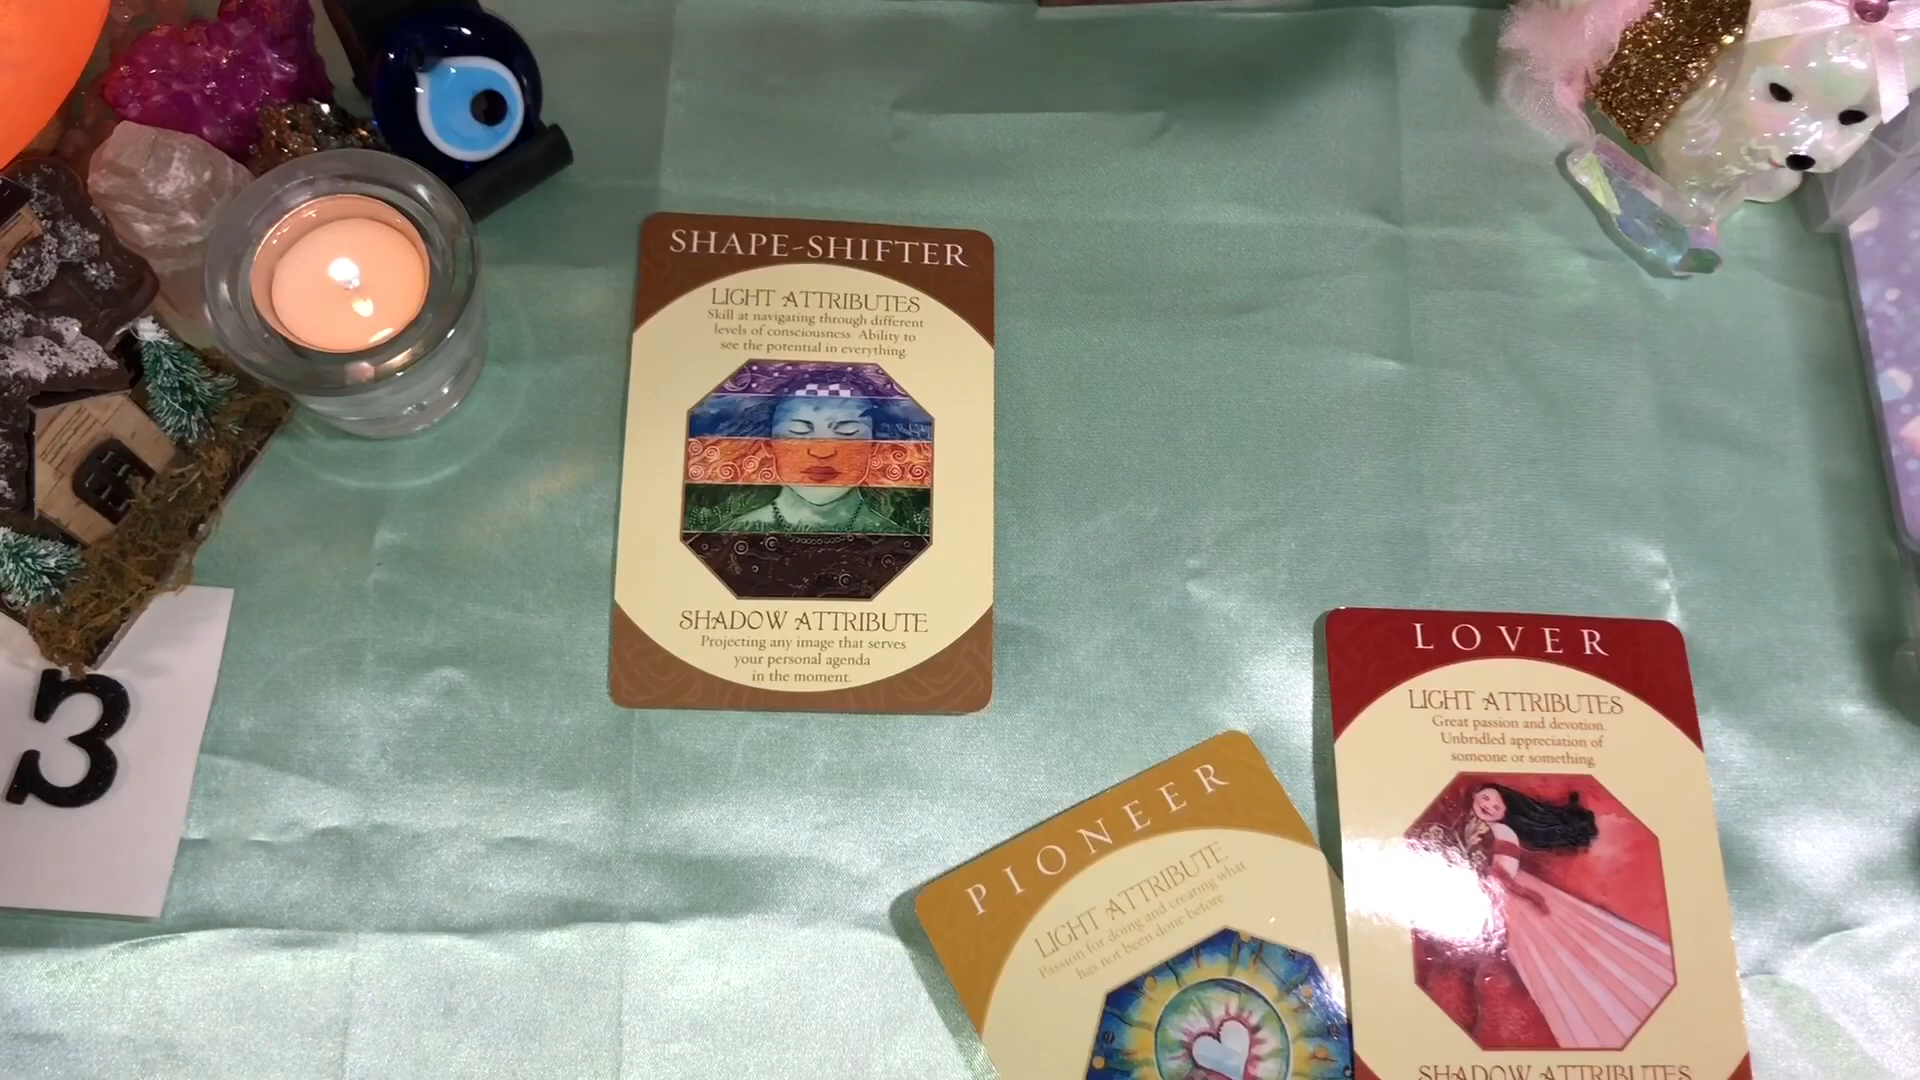 SHAPE-SHIFTER
LIGHT ATTRIBUTES
Skill at navigating through different
levels of consciousness. Ability to
see the potential in everything.
SHADOW ATTRIBUTE
Projecting any image that serves
your personal agenda
in the moment.
3
PIONEER
LIGHT ATTRIBUTE
Passion for doing and creating what
has not been done before.
LOVER
LIGHT ATTRIBUTES
Great passion and devotion.
Unbridled appreciation of
someone or something.
SHADOW ATTRIBUTES